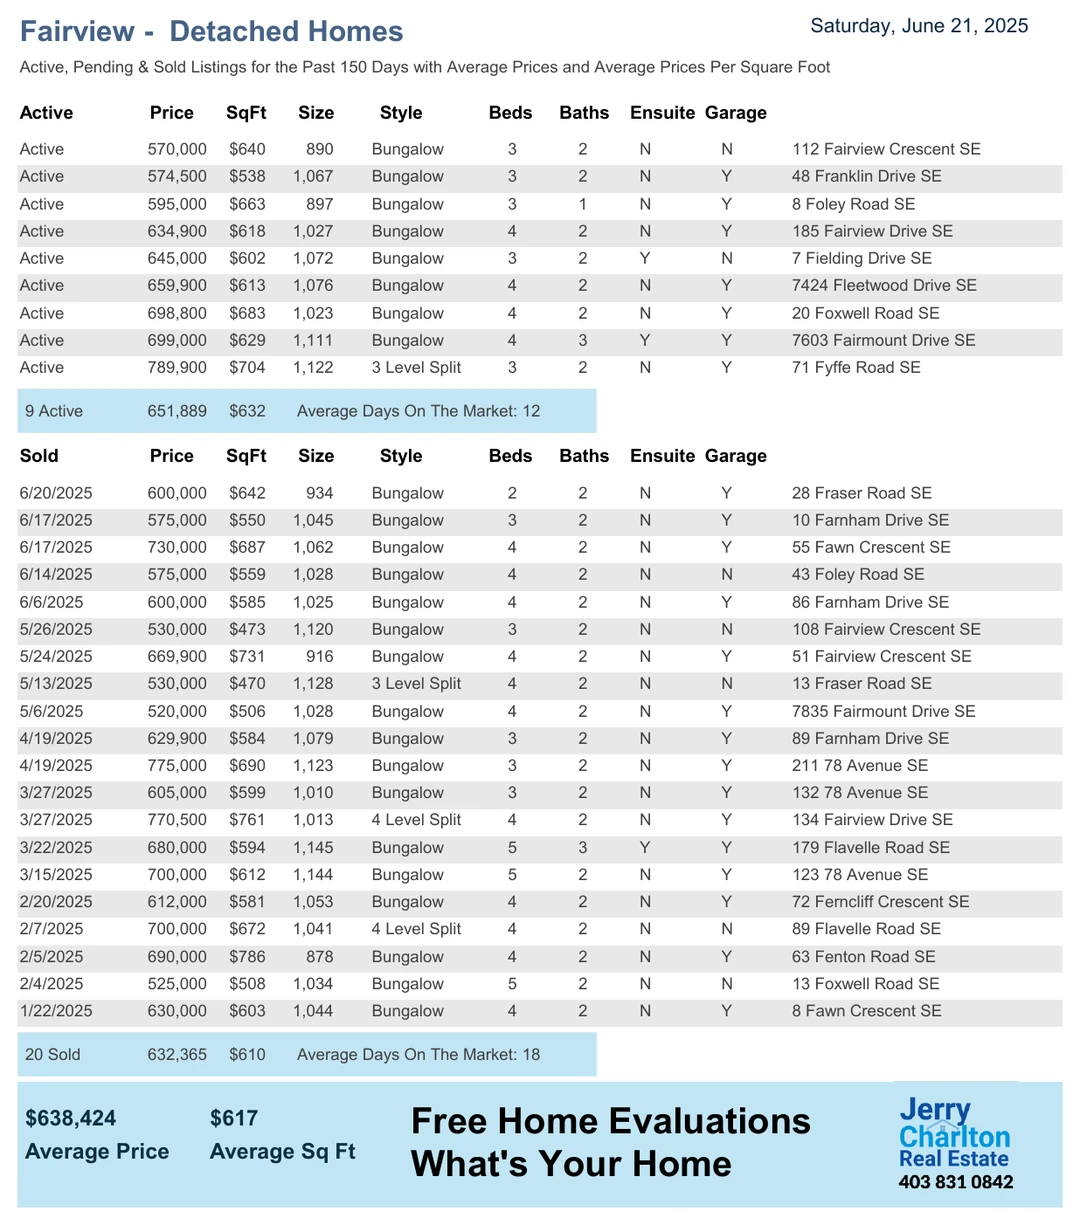 Fairview - Detached Homes
Saturday, June 21, 2025
Active, Pending & Sold Listings for the Past 150 Days with Average Prices and Average Prices Per Square Foot
Active Price SqFt Size Style Beds Baths Ensuite Garage
Active 570,000 $640 890 Bungalow 3 2 N N 112 Fairview Crescent SE
Active 574,500 $538 1,067 Bungalow 3 2 N Y 48 Franklin Drive SE
Active 595,000 $663 897 Bungalow 3 1 N Y 8 Foley Road SE
Active 634,900 $618 1,027 Bungalow 4 2 N Y 185 Fairview Drive SE
Active 645,000 $602 1,072 Bungalow 3 2 Y N 7 Fielding Drive SE
Active 659,900 $613 1,076 Bungalow 4 2 N Y 7424 Fleetwood Drive SE
Active 698,800 $683 1,023 Bungalow 4 2 N Y 20 Foxwell Road SE
Active 699,000 $629 1,111 Bungalow 4 3 Y Y 7603 Fairmount Drive SE
Active 789,900 $704 1,122 3 Level Split 3 2 N Y 71 Fyffe Road SE
9 Active 651,889 $632 Average Days On The Market: 12
Sold Price SqFt Size Style Beds Baths Ensuite Garage
6/20/2025 600,000 $642 934 Bungalow 2 2 N Y 28 Fraser Road SE
6/17/2025 575,000 $550 1,045 Bungalow 3 2 N Y 10 Farnham Drive SE
6/17/2025 730,000 $687 1,062 Bungalow 4 2 N Y 55 Fawn Crescent SE
6/14/2025 575,000 $559 1,028 Bungalow 4 2 N N 43 Foley Road SE
6/6/2025 600,000 $585 1,025 Bungalow 4 2 N Y 86 Farnham Drive SE
5/26/2025 530,000 $473 1,120 Bungalow 3 2 N N 108 Fairview Crescent SE
5/24/2025 669,900 $731 916 Bungalow 4 2 N Y 51 Fairview Crescent SE
5/13/2025 530,000 $470 1,128 3 Level Split 4 2 N N 13 Fraser Road SE
5/6/2025 520,000 $506 1,028 Bungalow 4 2 N Y 7835 Fairmount Drive SE
4/19/2025 629,900 $584 1,079 Bungalow 3 2 N Y 89 Farnham Drive SE
4/19/2025 775,000 $690 1,123 Bungalow 3 2 N Y 211 78 Avenue SE
3/27/2025 605,000 $599 1,010 Bungalow 3 2 N Y 132 78 Avenue SE
3/27/2025 770,500 $761 1,013 4 Level Split 4 2 N Y 134 Fairview Drive SE
3/22/2025 680,000 $594 1,145 Bungalow 5 3 Y Y 179 Flavelle Road SE
3/15/2025 700,000 $612 1,144 Bungalow 5 2 N Y 123 78 Avenue SE
2/20/2025 612,000 $581 1,053 Bungalow 4 2 N Y 72 Ferncliff Crescent SE
2/7/2025 700,000 $672 1,041 4 Level Split 4 2 N N 89 Flavelle Road SE
2/5/2025 690,000 $786 878 Bungalow 4 2 N Y 63 Fenton Road SE
2/4/2025 525,000 $508 1,034 Bungalow 5 2 N N 13 Foxwell Road SE
1/22/2025 630,000 $603 1,044 Bungalow 4 2 N Y 8 Fawn Crescent SE
20 Sold 632,365 $610 Average Days On The Market: 18
$638,424 $617
Average Price Average Sq Ft
Free Home Evaluations
What's Your Home
Jerry
Charlton
Real Estate
403 831 0842